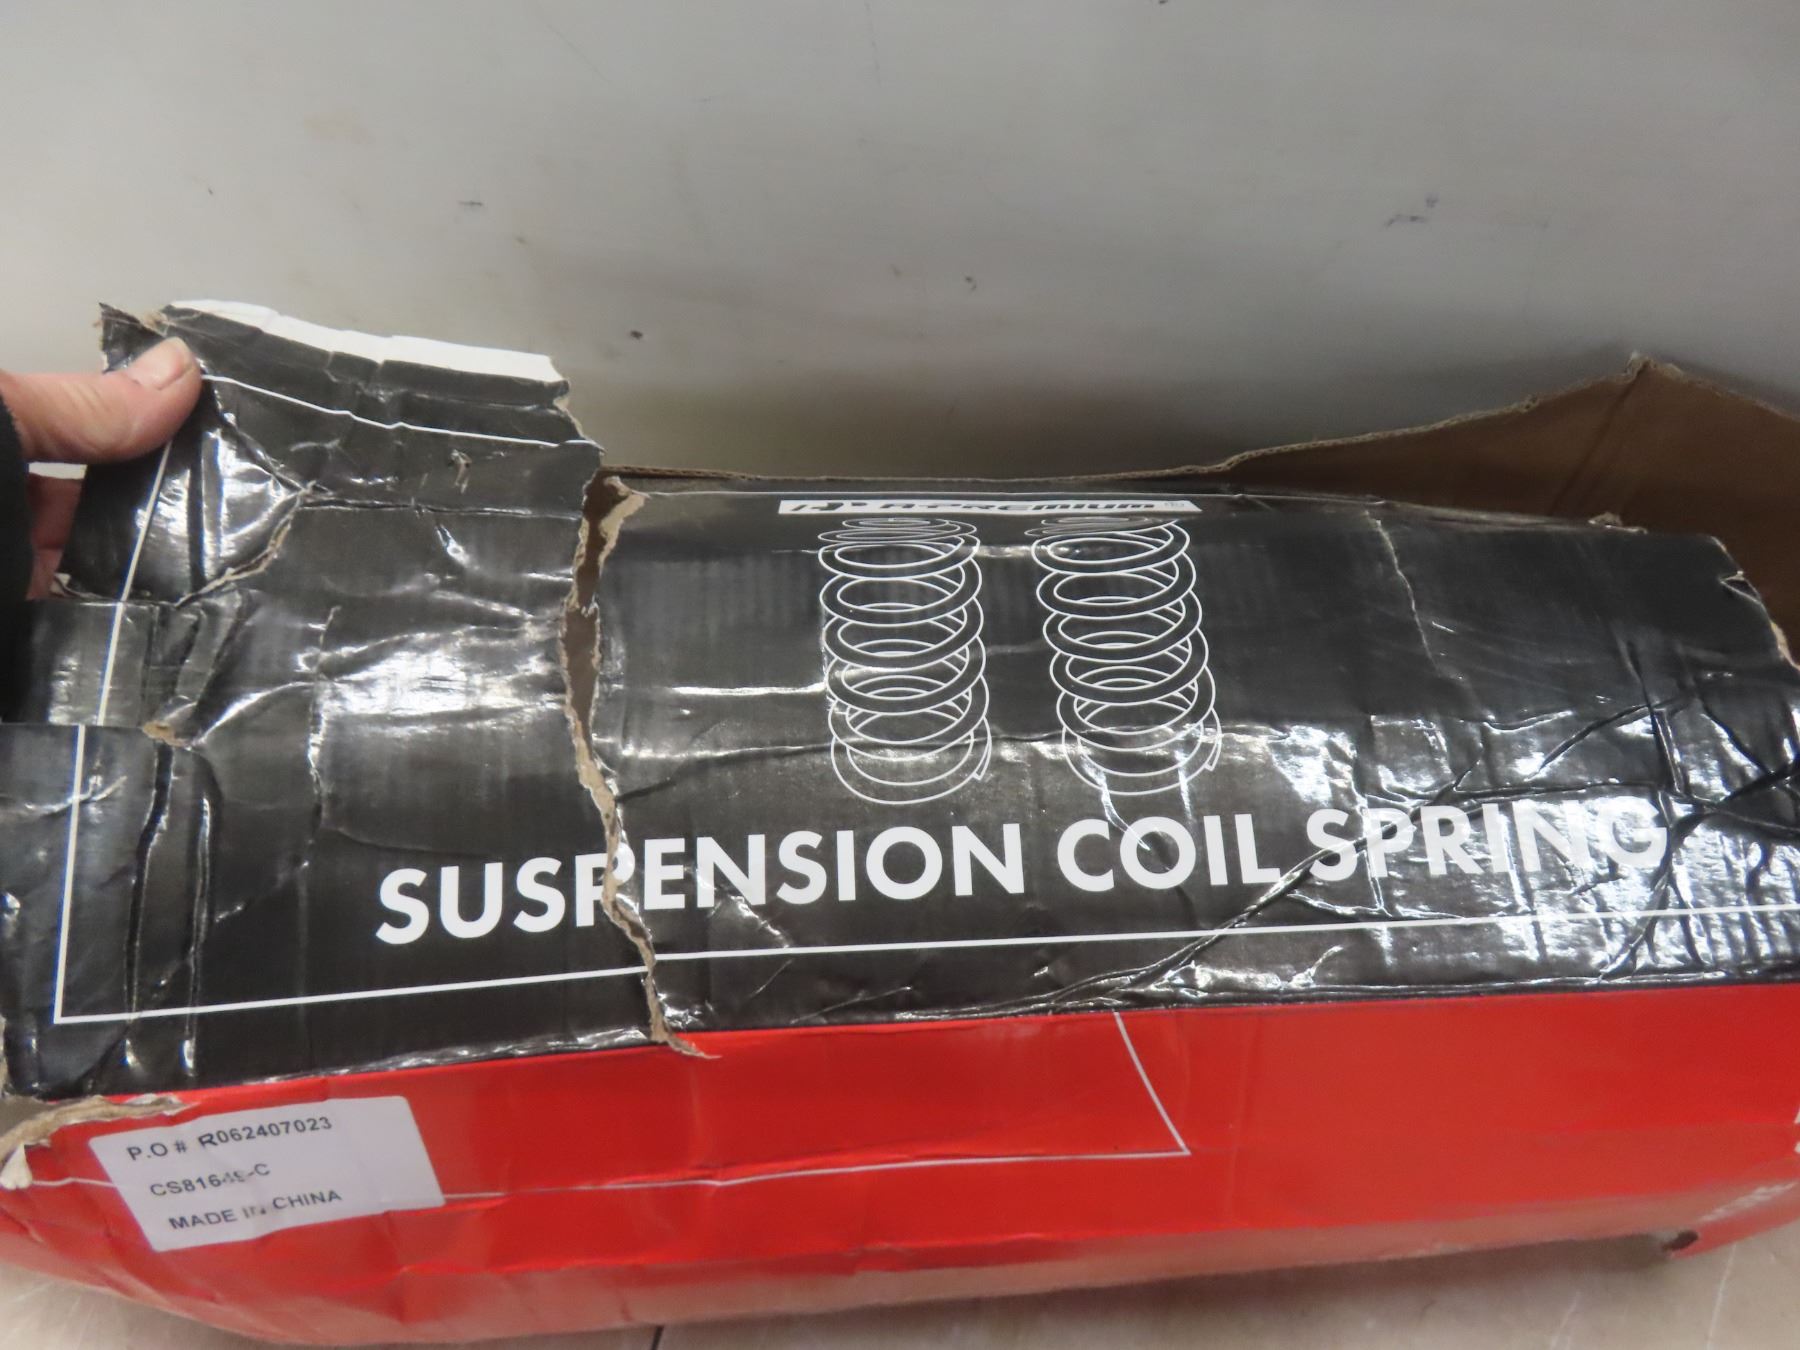 A-PREMIUM®
SUSPENSION COIL SPRING
P.O # R062407023
MADE IN CHINA